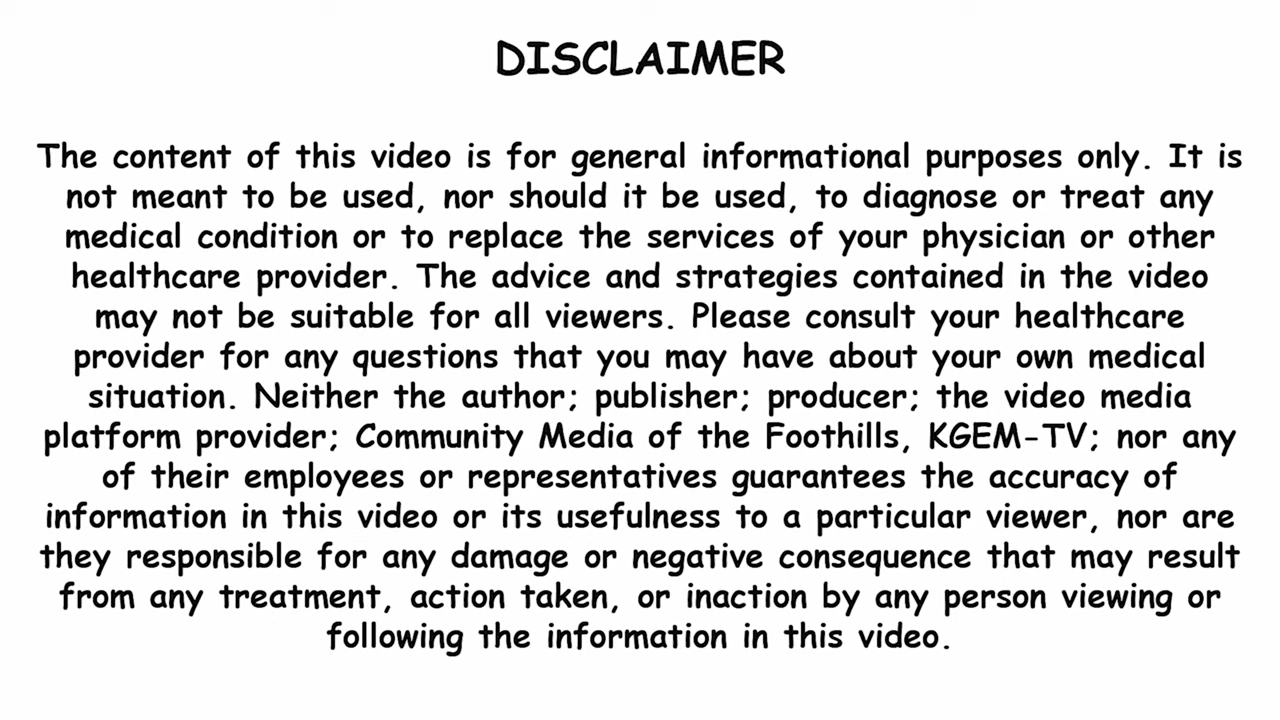 DISCLAIMER
The content of this video is for general informational purposes only. It is
not meant to be used, nor should it be used, to diagnose or treat any
medical condition or to replace the services of your physician or other
healthcare provider. The advice and strategies contained in the video
may not be suitable for all viewers. Please consult your healthcare
provider for any questions that you may have about your own medical
situation. Neither the author; publisher; producer; the video media
platform provider; Community Media of the Foothills, KGEM-TV; nor any
of their employees or representatives guarantees the accuracy of
information in this video or its usefulness to a particular viewer, nor are
they responsible for any damage or negative consequence that may result
from any treatment, action taken, or inaction by any person viewing or
following the information in this video.